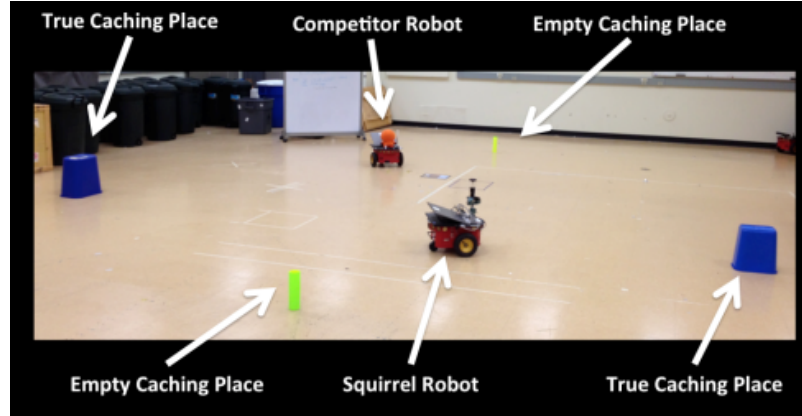 True Caching Place
Competitor Robot
Empty Caching Place
Empty Caching Place
Squirrel Robot
True Caching Place